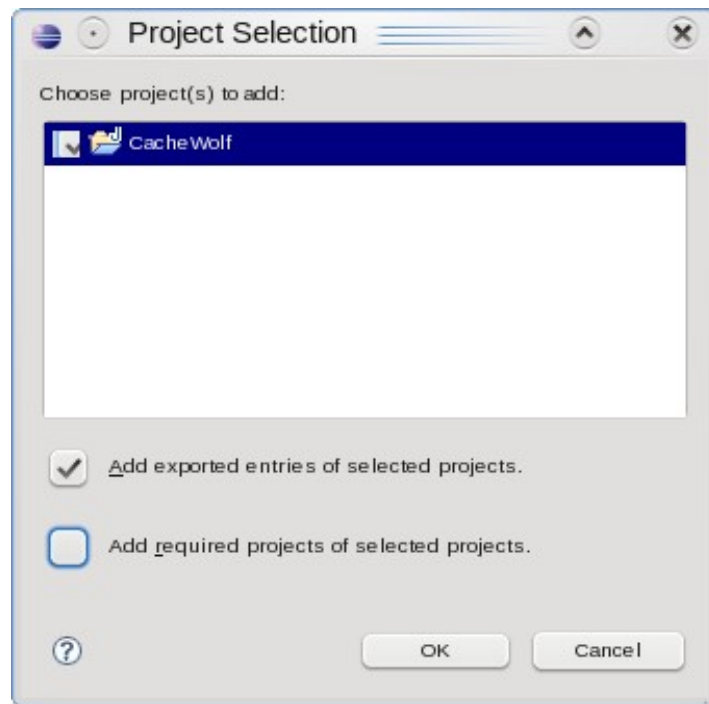 Project Selection
Choose project(s) to add:
CacheWolf
Add exported entries of selected projects.
Add required projects of selected projects.
?
OK
Cancel